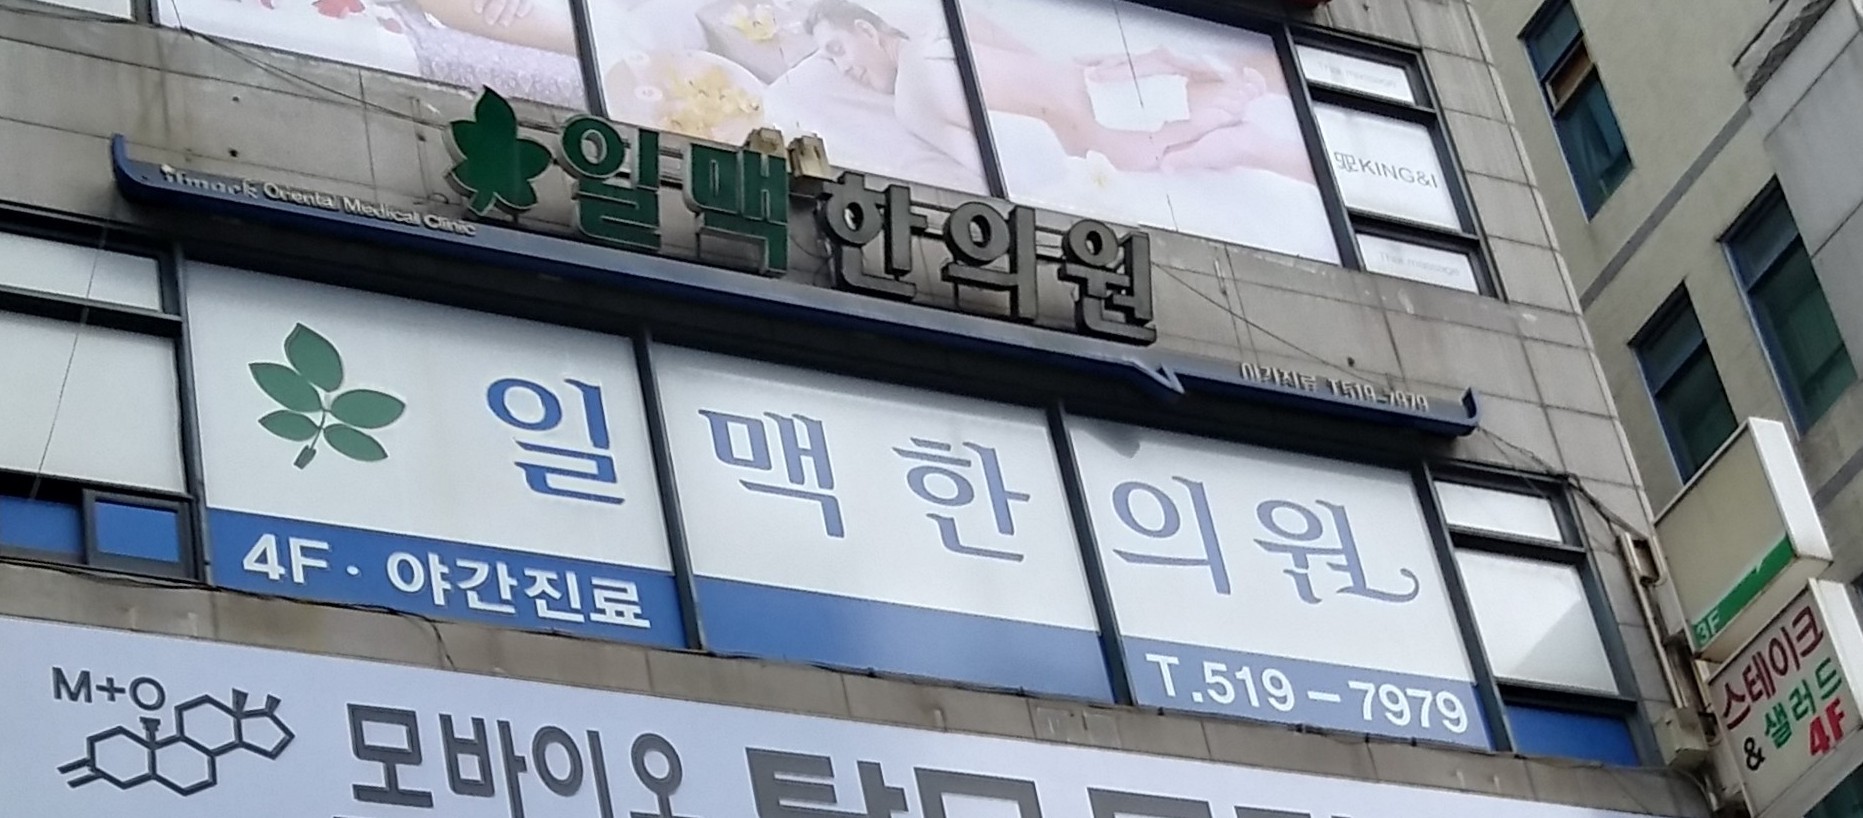 Thai massage
KING&I
Thai massage
일맥한의원
Oriental Medical Clinic
야간진료 T.519-7979
일맥한의원
4F · 야간진료
T.519-7979
3F
스테이크
& 샐러드
4F
M+O
모바이오